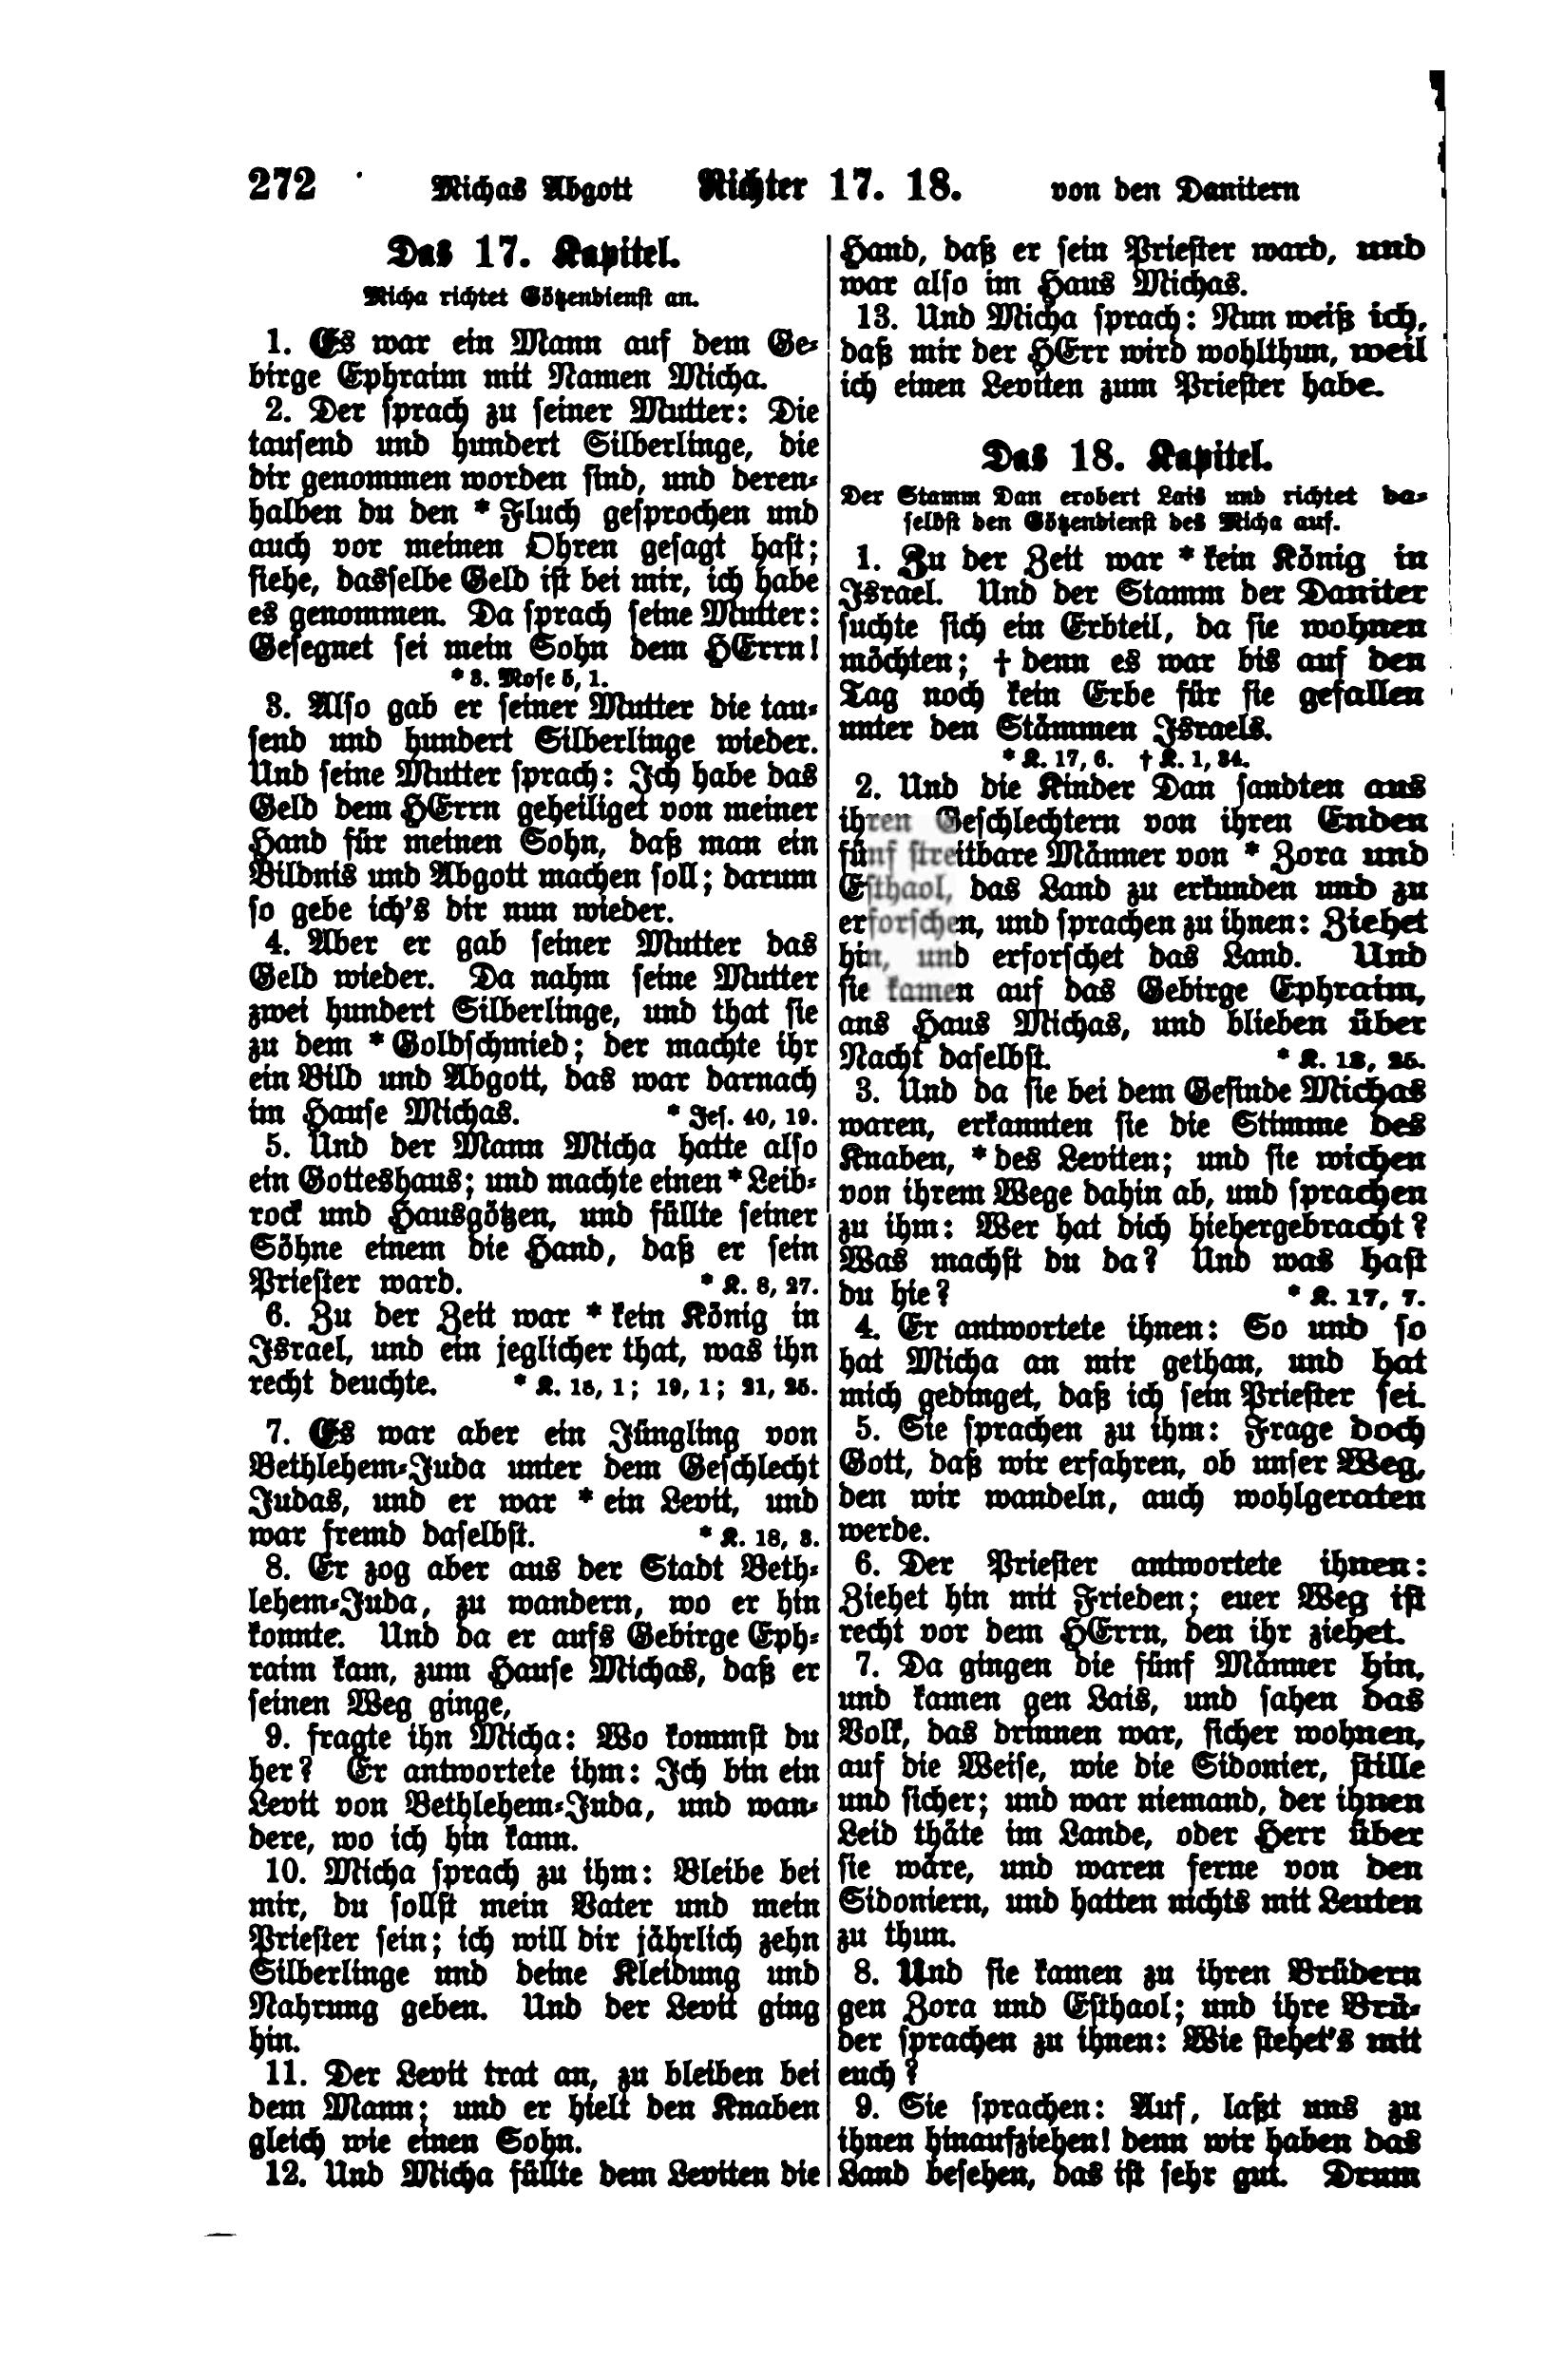 272 Michas Abgott Richter 17. 18. von den Danitern
Das 17. Kapitel.
Micha richtet Götzendienst an.
1. Es war ein Mann auf dem Ge-
birge Ephraim mit Namen Micha.
2. Der sprach zu seiner Mutter: Die
tausend und hundert Silberlinge, die
dir genommen worden sind, und deren-
halben du den * Fluch gesprochen und
auch vor meinen Ohren gesagt hast;
siehe, dasselbe Geld ist bei mir, ich habe
es genommen. Da sprach seine Mutter:
Gesegnet sei mein Sohn dem HErrn!
* 3. Mose 5, 1.
3. Also gab er seiner Mutter die tau-
send und hundert Silberlinge wieder.
Und seine Mutter sprach: Ich habe das
Geld dem HErrn geheiliget von meiner
Hand für meinen Sohn, daß man ein
Bildnis und Abgott machen soll; darum
so gebe ich's dir nun wieder.
4. Aber er gab seiner Mutter das
Geld wieder. Da nahm seine Mutter
zwei hundert Silberlinge, und that sie
zu dem * Goldschmied; der machte ihr
ein Bild und Abgott, das war darnach
im Hause Michas. * Jes. 40, 19.
5. Und der Mann Micha hatte also
ein Gotteshaus; und machte einen * Leib-
rock und Hausgötzen, und füllte seiner
Söhne einem die Hand, daß er sein
Priester ward. * K. 8, 27.
6. Zu der Zeit war * kein König in
Israel, und ein jeglicher that, was ihn
recht deuchte. * K. 18, 1; 19, 1; 21, 25.
7. Es war aber ein Jüngling von
Bethlehem-Juda unter dem Geschlecht
Judas, und er war * ein Levit, und
war fremd daselbst. * K. 18, 3.
8. Er zog aber aus der Stadt Beth-
lehem-Juda, zu wandern, wo er hin
konnte. Und da er aufs Gebirge Eph-
raim kam, zum Hause Michas, daß er
seinen Weg ginge,
9. fragte ihn Micha: Wo kommst du
her? Er antwortete ihm: Ich bin ein
Levit von Bethlehem-Juda, und wan-
dere, wo ich hin kann.
10. Micha sprach zu ihm: Bleibe bei
mir, du sollst mein Vater und mein
Priester sein; ich will dir jährlich zehn
Silberlinge und deine Kleidung und
Nahrung geben. Und der Levit ging
hin.
11. Der Levit trat an, zu bleiben bei
dem Mann; und er hielt den Knaben
gleich wie einen Sohn.
12. Und Micha füllte dem Leviten die
Hand, daß er sein Priester ward, und
war also im Haus Michas.
13. Und Micha sprach: Nun weiß ich,
daß mir der HErr wird wohlthun, weil
ich einen Leviten zum Priester habe.
Das 18. Kapitel.
Der Stamm Dan erobert Lais und richtet da-
selbst den Götzendienst des Micha auf.
1. Zu der Zeit war * kein König in
Israel. Und der Stamm der Daniter
suchte sich ein Erbteil, da sie wohnen
möchten; † denn es war bis auf den
Tag noch kein Erbe für sie gefallen
unter den Stämmen Israels.
* K. 17, 6. † K. 1, 34.
2. Und die Kinder Dan sandten aus
ihren Geschlechtern von ihren Enden
fünf streitbare Männer von * Zora und
Esthaol, das Land zu erkunden und zu
erforschen, und sprachen zu ihnen: Ziehet
hin, und erforschet das Land. Und
sie kamen auf das Gebirge Ephraim,
ans Haus Michas, und blieben über
Nacht daselbst. * K. 13, 25.
3. Und da sie bei dem Gesinde Michas
waren, erkannten sie die Stimme des
Knaben, * des Leviten; und sie wichen
von ihrem Wege dahin ab, und sprachen
zu ihm: Wer hat dich hiehergebracht?
Was machst du da? Und was hast
du hie? * K. 17, 7.
4. Er antwortete ihnen: So und so
hat Micha an mir gethan, und hat
mich gedinget, daß ich sein Priester sei.
5. Sie sprachen zu ihm: Frage doch
Gott, daß wir erfahren, ob unser Weg,
den wir wandeln, auch wohlgeraten
werde.
6. Der Priester antwortete ihnen:
Ziehet hin mit Frieden; euer Weg ist
recht vor dem HErrn, den ihr ziehet.
7. Da gingen die fünf Männer hin,
und kamen gen Lais, und sahen das
Volk, das drinnen war, sicher wohnen,
auf die Weise, wie die Sidonier, stille
und sicher; und war niemand, der ihnen
Leid thäte im Lande, oder Herr über
sie wäre, und waren ferne von den
Sidoniern, und hatten nichts mit Leuten
zu thun.
8. Und sie kamen zu ihren Brüdern
gen Zora und Esthaol; und ihre Brü-
der sprachen zu ihnen: Wie stehet's mit
euch?
9. Sie sprachen: Auf, laßt uns zu
ihnen hinaufziehen! denn wir haben das
Land besehen, das ist sehr gut. Drum